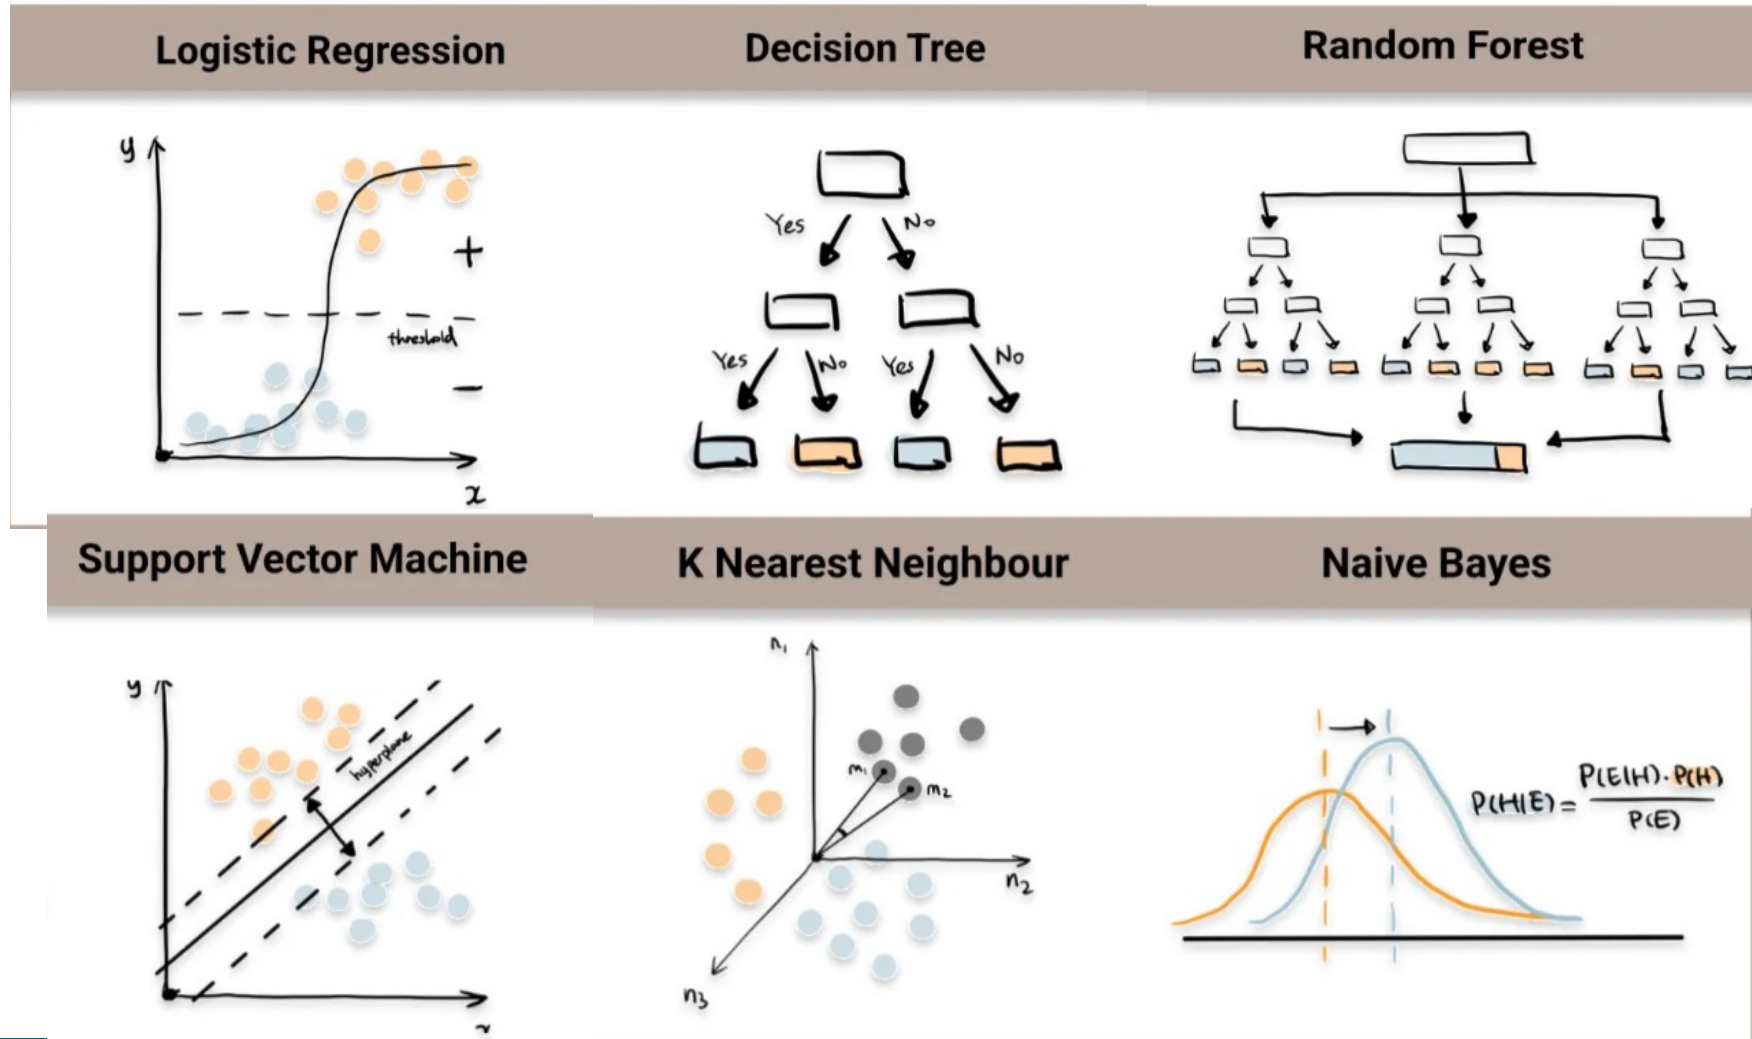 Logistic Regression
Decision Tree
Random Forest
y
+
threshold
-
x
Yes
No
Yes
No
Yes
No
Support Vector Machine
K Nearest Neighbour
Naive Bayes
y
hyperplane
x
n₁
m₁
m₂
n₂
n₃
P(H|E) = P(E|H) . P(H)
P(E)